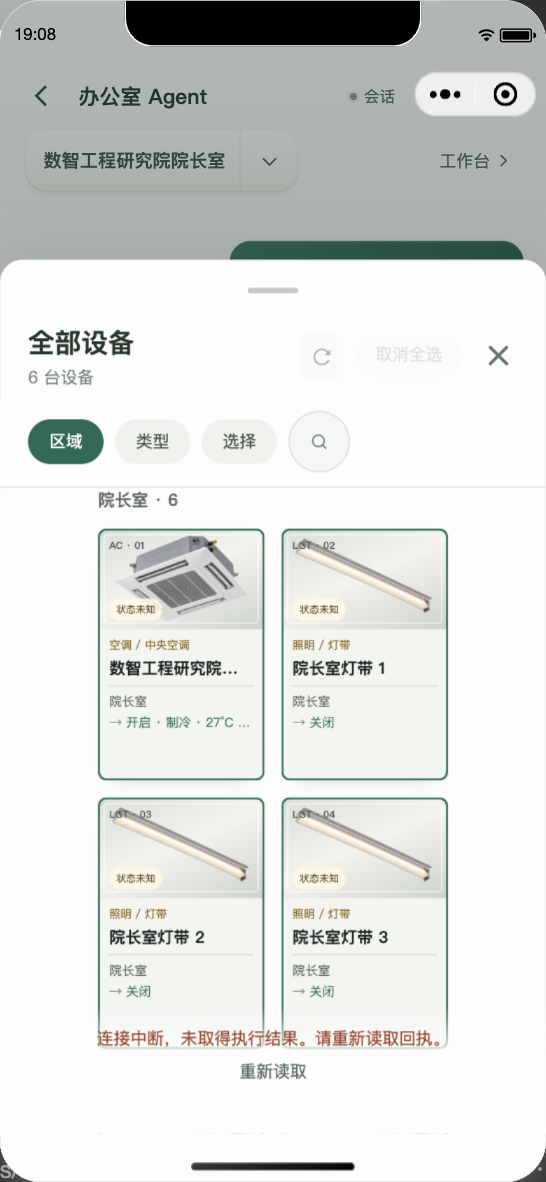 19:08
办公室 Agent
会话
数智工程研究院院长室
工作台
全部设备
6 台设备
取消全选
区域
类型
选择
院长室 · 6
AC · 01
状态未知
空调 / 中央空调
数智工程研究院…
院长室
→ 开启 · 制冷 · 27°C …
LGT · 02
状态未知
照明 / 灯带
院长室灯带 1
院长室
→ 关闭
LGT · 03
状态未知
照明 / 灯带
院长室灯带 2
院长室
→ 关闭
LGT · 04
状态未知
照明 / 灯带
院长室灯带 3
院长室
→ 关闭
连接中断，未取得执行结果。请重新读取回执。
重新读取